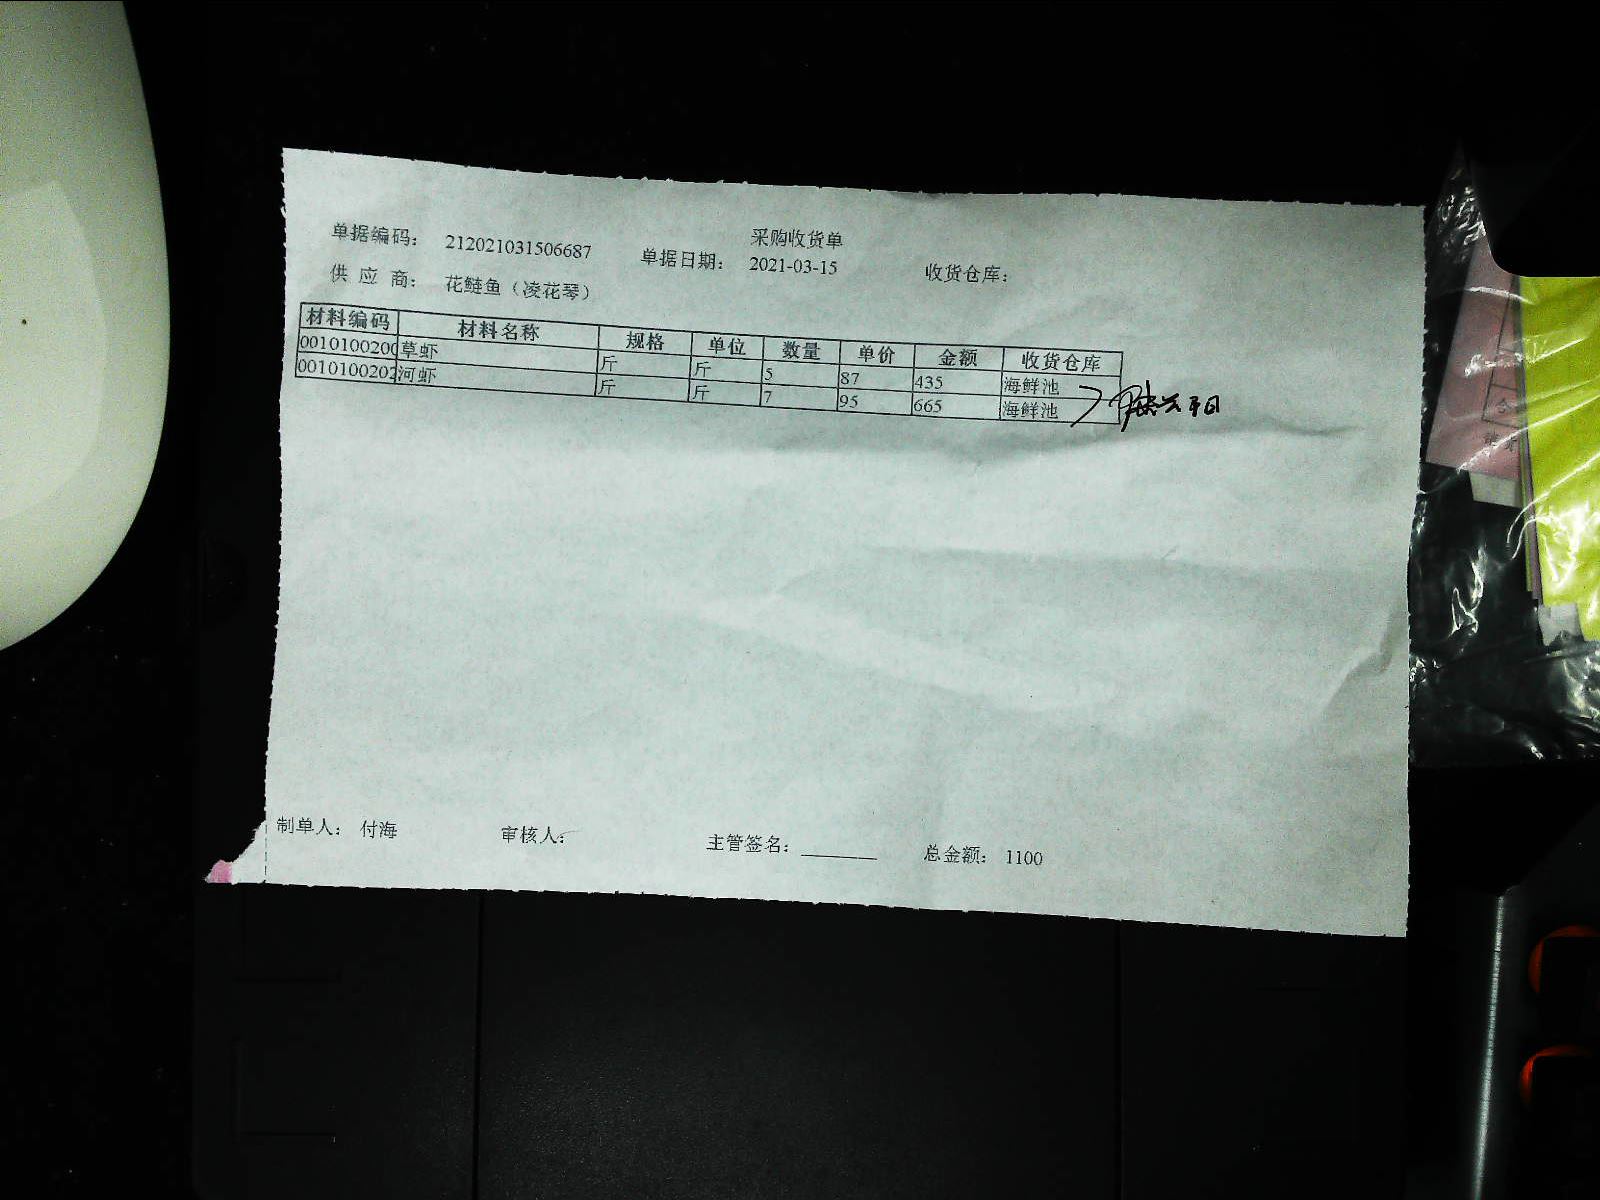 采购收货单
单据编码： 212021031506687 单据日期： 2021-03-15 收货仓库：
供 应 商： 花鲢鱼（凌花琴）
材料编码 材料名称 规格 单位 数量 单价 金额 收货仓库
0010100200 草虾 斤 斤 5 87 435 海鲜池
0010100202 河虾 斤 斤 7 95 665 海鲜池
制单人： 付海 审核人： 主管签名： 总金额： 1100